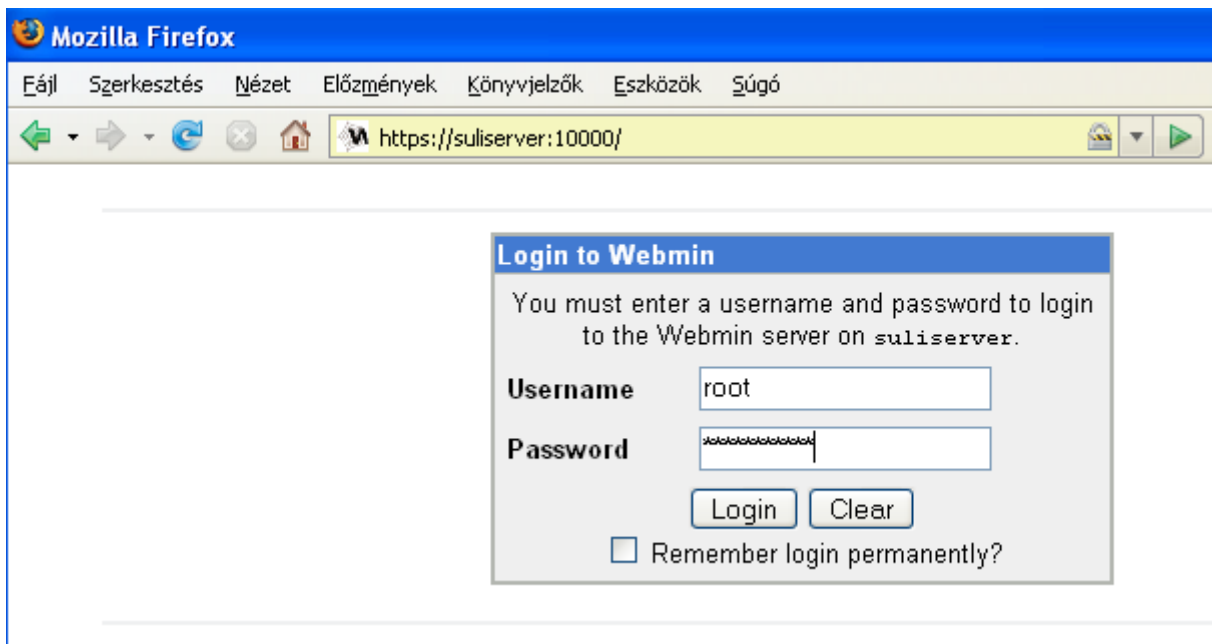 Mozilla Firefox
Fájl Szerkesztés Nézet Előzmények Könyvjelzők Eszközök Súgó
https://suliserver:10000/
Login to Webmin
You must enter a username and password to login
to the Webmin server on suliserver.
Username root
Password ************
Login Clear
Remember login permanently?